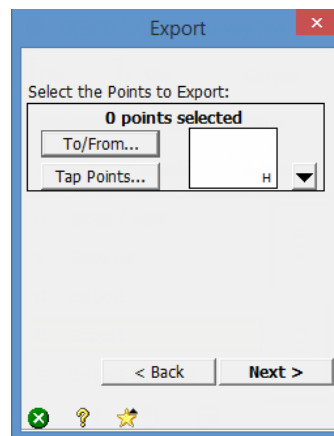 Export
Select the Points to Export:
0 points selected
To/From...
Tap Points...
H
< Back
Next >